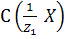 C (1/z₁ X)